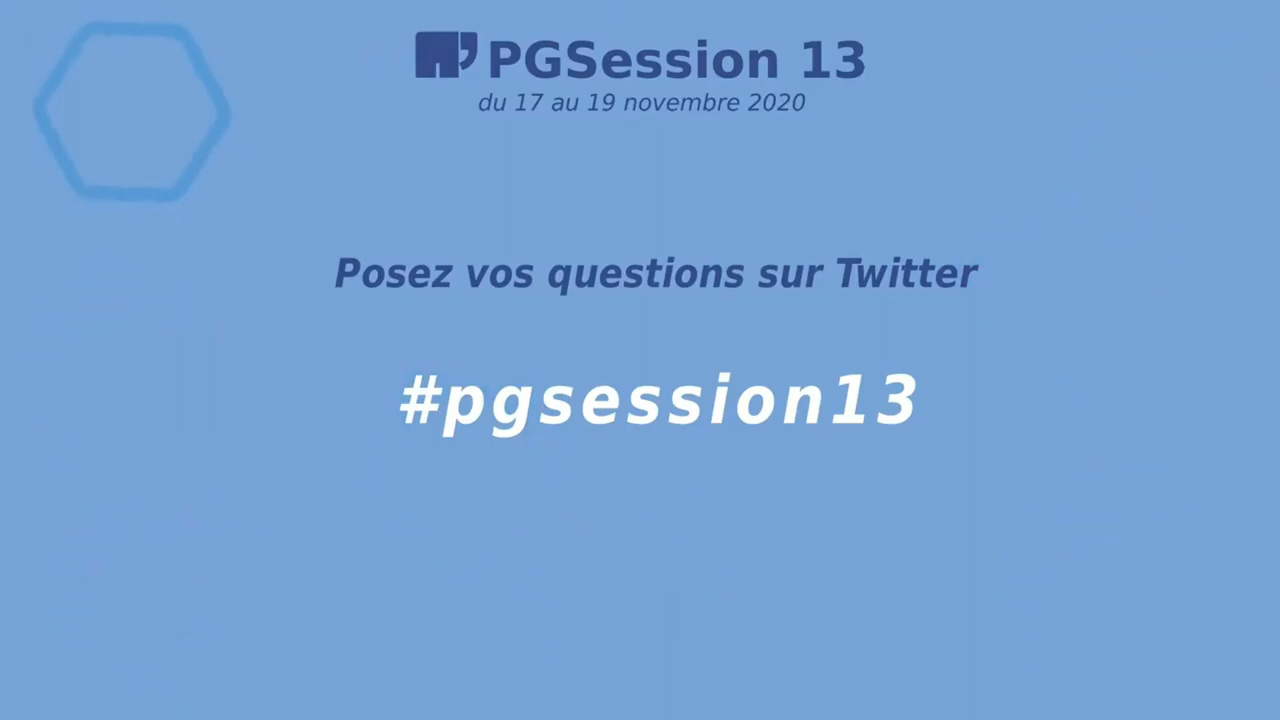 PGSession 13
du 17 au 19 novembre 2020
Posez vos questions sur Twitter
#pgsession13